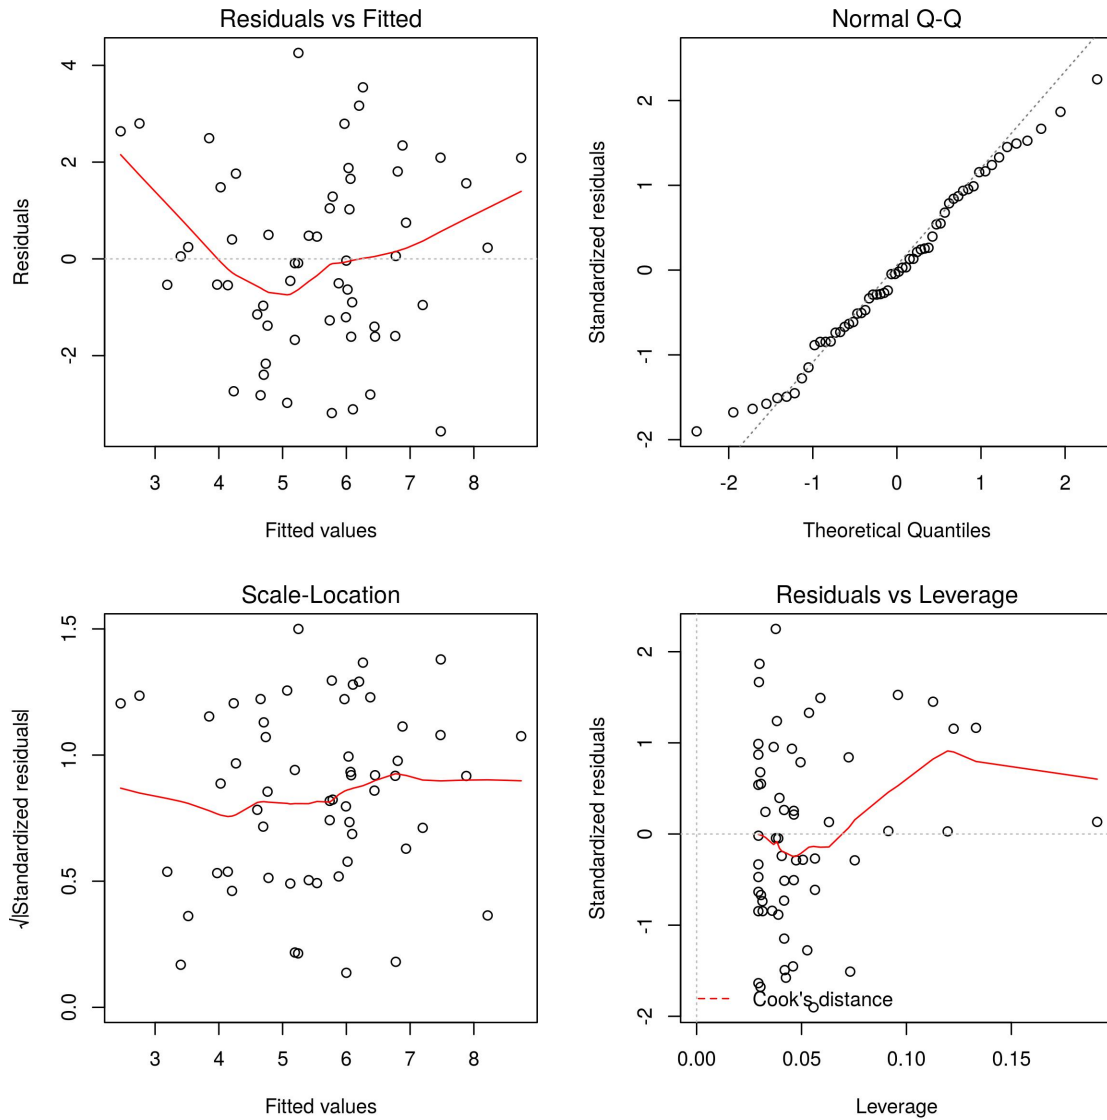 Residuals vs Fitted
Residuals
4
2
0
-2
3 4 5 6 7 8
Fitted values
Normal Q-Q
Standardized residuals
2
1
0
-1
-2
-2 -1 0 1 2
Theoretical Quantiles
Scale-Location
√|Standardized residuals|
1.5
1.0
0.5
0.0
3 4 5 6 7 8
Fitted values
Residuals vs Leverage
Standardized residuals
2
1
0
-1
-2
Cook's distance
0.00 0.05 0.10 0.15
Leverage